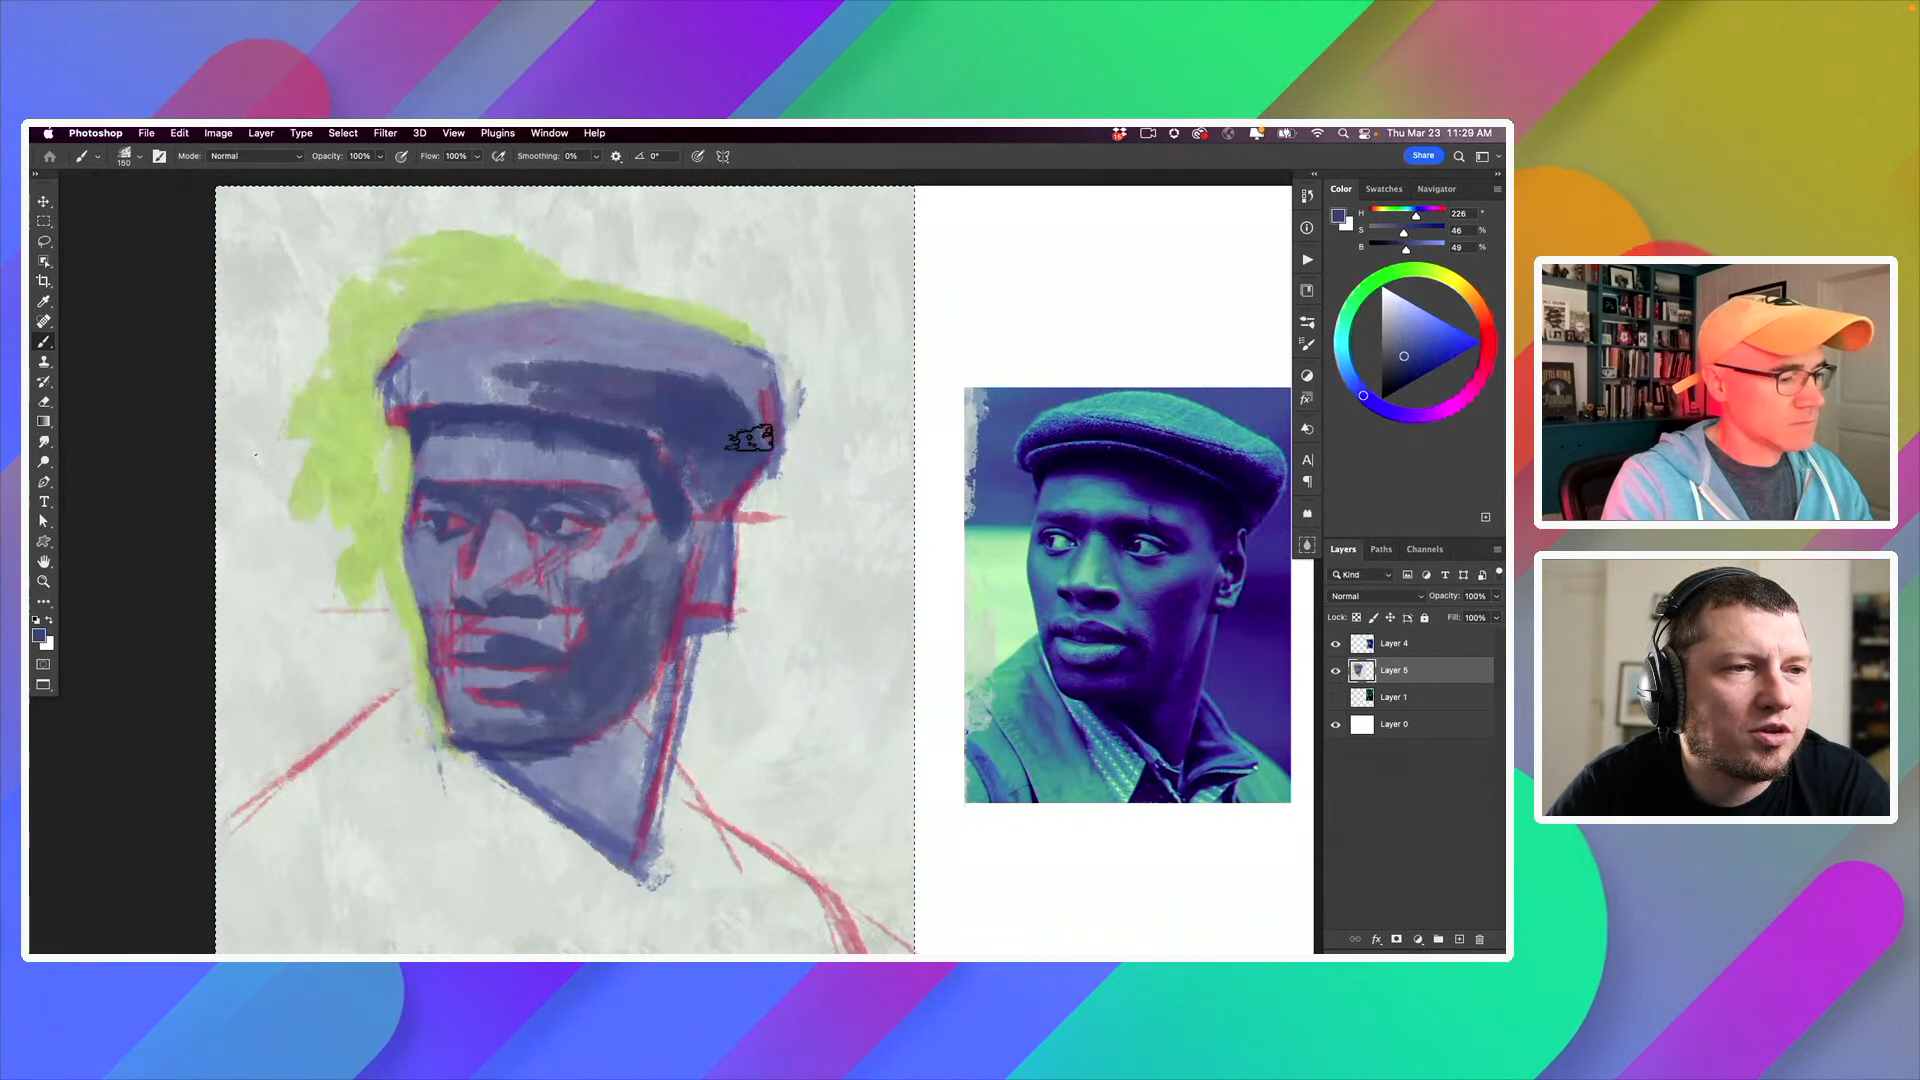 Photoshop File Edit Image Layer Type Select Filter 3D View Plugins Window Help Thu Mar 23 11:29 AM
150 Mode: Normal Opacity: 100% Flow: 100% Smoothing: 0% 0° Share
Color Swatches Navigator
H 226 °
S 46 %
B 49 %
Layers Paths Channels
Kind
Normal Opacity: 100%
Lock: Fill: 100%
Layer 4
Layer 5
Layer 1
Layer 0